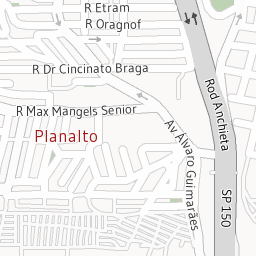 R Etram
R Oragnof
R Dr Cincinato Braga
R Max Mangels Senior
Planalto
Av Álvaro Guimarães
Rod Anchieta
SP 150